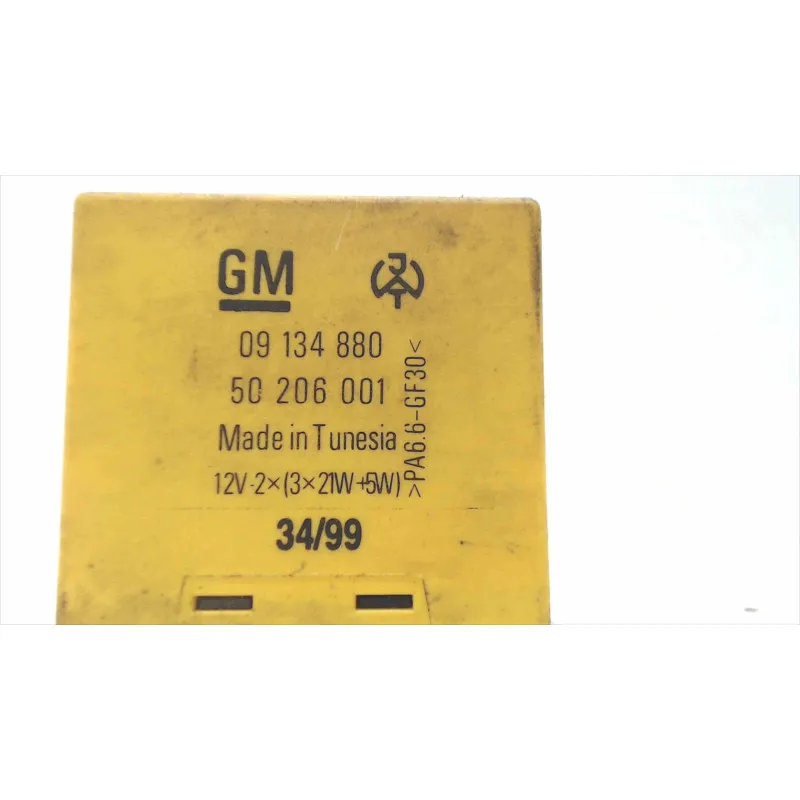 GM
09 134 880
50 206 001
Made in Tunesia
12V-2×(3×21W+5W)
>PA6.6-GF30<
34/99